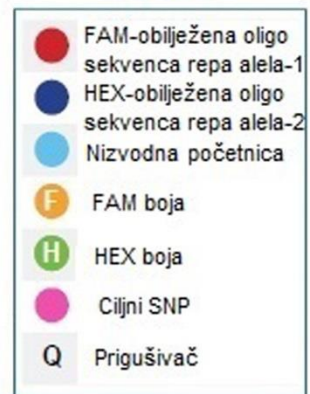 FAM-obilježena oligo
sekvenca repa alela-1
HEX-obilježena oligo
sekvenca repa alela-2
Nizvodna početnica
F FAM boja
H HEX boja
Ciljni SNP
Q Prigušivač